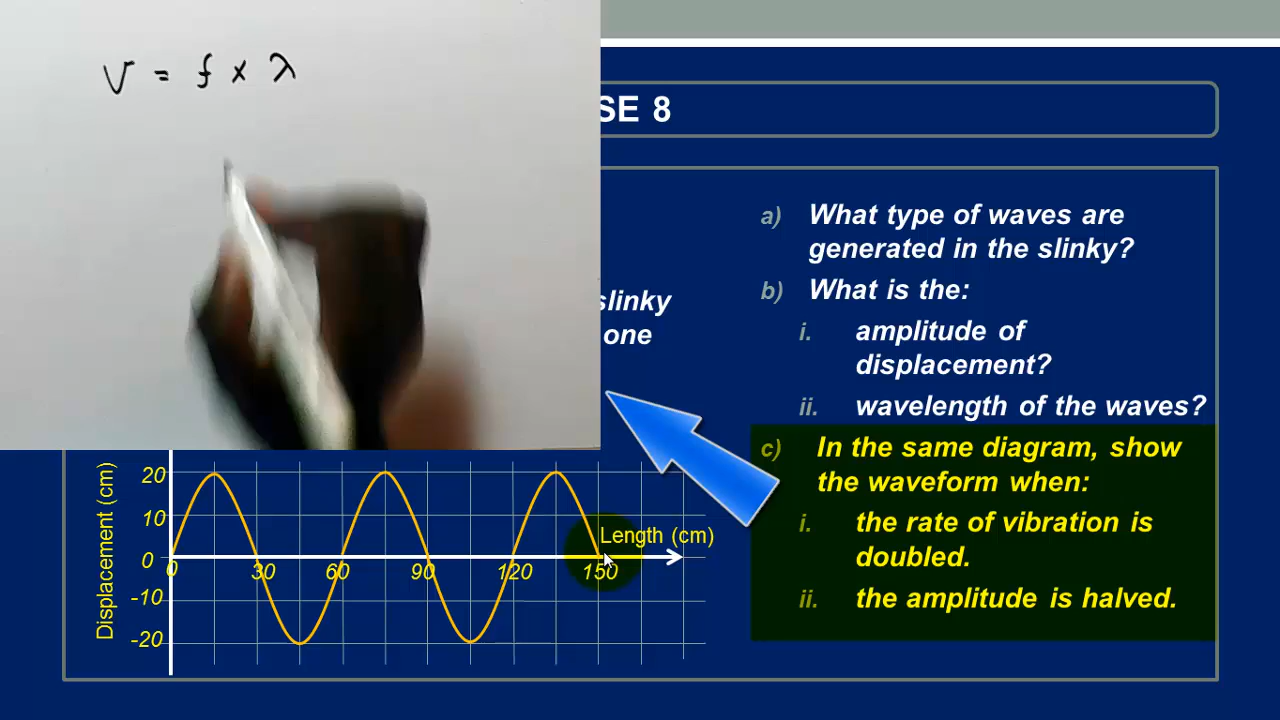 V = f × λ
SE 8
slinky
one
a) What type of waves are
generated in the slinky?
b) What is the:
i. amplitude of
displacement?
ii. wavelength of the waves?
c) In the same diagram, show
the waveform when:
i. the rate of vibration is
doubled.
ii. the amplitude is halved.
Displacement (cm)
20
10
0
-10
-20
Length (cm)
0 30 60 90 120 150